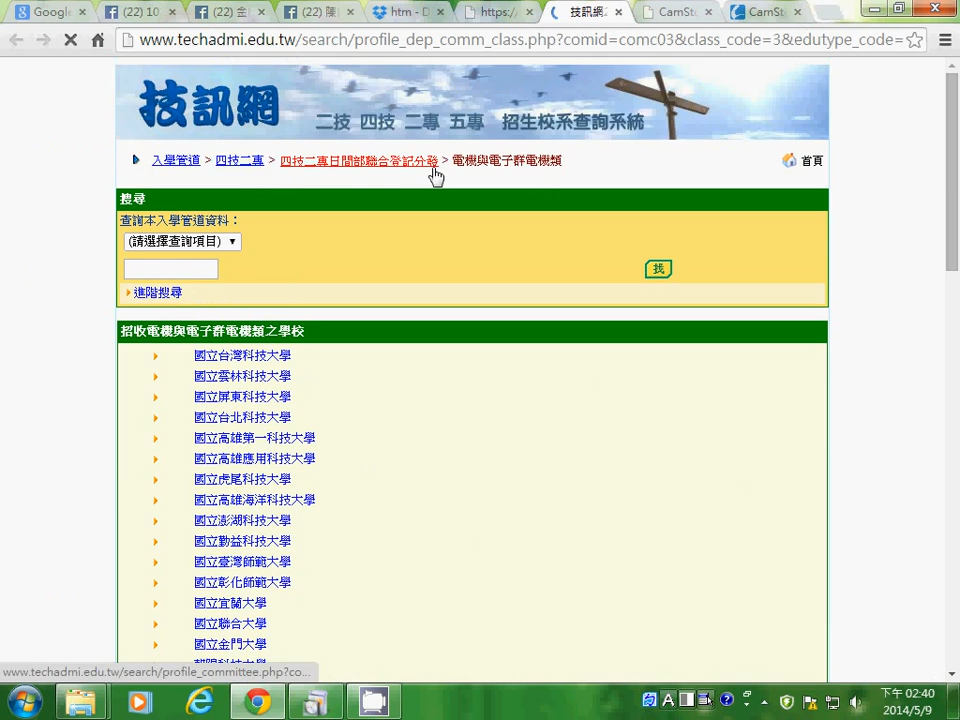 Google
(22) 10
(22) 金
(22) 陳
htm - D
https:/
技訊網2
CamSt
CamSt
www.techadmi.edu.tw/search/profile_dep_comm_class.php?comid=comc03&class_code=3&edutype_code=
技訊網
二技 四技 二專 五專 招生校系查詢系統
入學管道 > 四技二專 > 四技二專日間部聯合登記分發 > 電機與電子群電機類
首頁
搜尋
查詢本入學管道資料：
(請選擇查詢項目)
找
進階搜尋
招收電機與電子群電機類之學校
國立台灣科技大學
國立雲林科技大學
國立屏東科技大學
國立台北科技大學
國立高雄第一科技大學
國立高雄應用科技大學
國立虎尾科技大學
國立高雄海洋科技大學
國立澎湖科技大學
國立勤益科技大學
國立臺灣師範大學
國立彰化師範大學
國立宜蘭大學
國立聯合大學
國立金門大學
朝陽科技大學
www.techadmi.edu.tw/search/profile_committee.php?co...
下午 02:40
2014/5/9